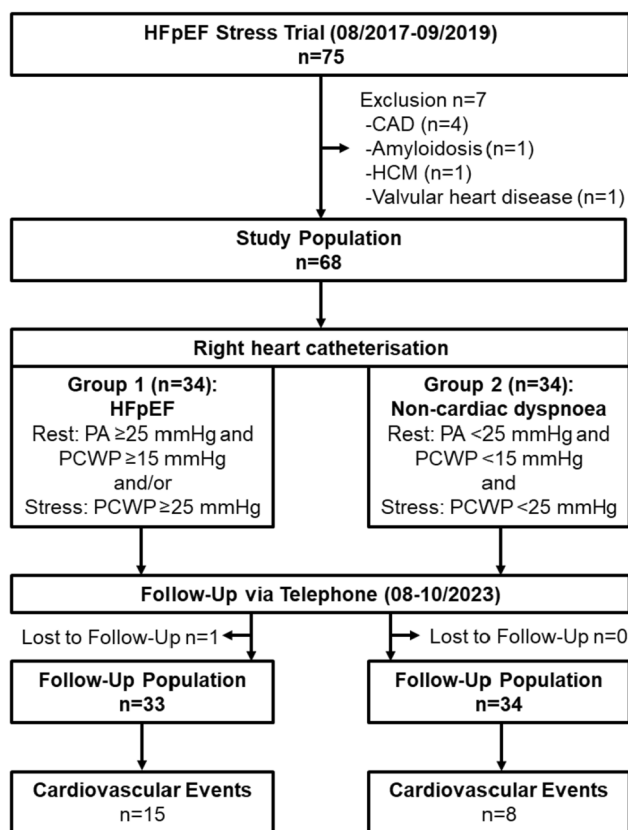 HFpEF Stress Trial (08/2017-09/2019)
n=75
Exclusion n=7
-CAD (n=4)
-Amyloidosis (n=1)
-HCM (n=1)
-Valvular heart disease (n=1)
Study Population
n=68
Right heart catheterisation
Group 1 (n=34):
HFpEF
Rest: PA ≥25 mmHg and
PCWP ≥15 mmHg
and/or
Stress: PCWP ≥25 mmHg
Group 2 (n=34):
Non-cardiac dyspnoea
Rest: PA <25 mmHg and
PCWP <15 mmHg
and
Stress: PCWP <25 mmHg
Follow-Up via Telephone (08-10/2023)
Lost to Follow-Up n=1
Lost to Follow-Up n=0
Follow-Up Population
n=33
Follow-Up Population
n=34
Cardiovascular Events
n=15
Cardiovascular Events
n=8